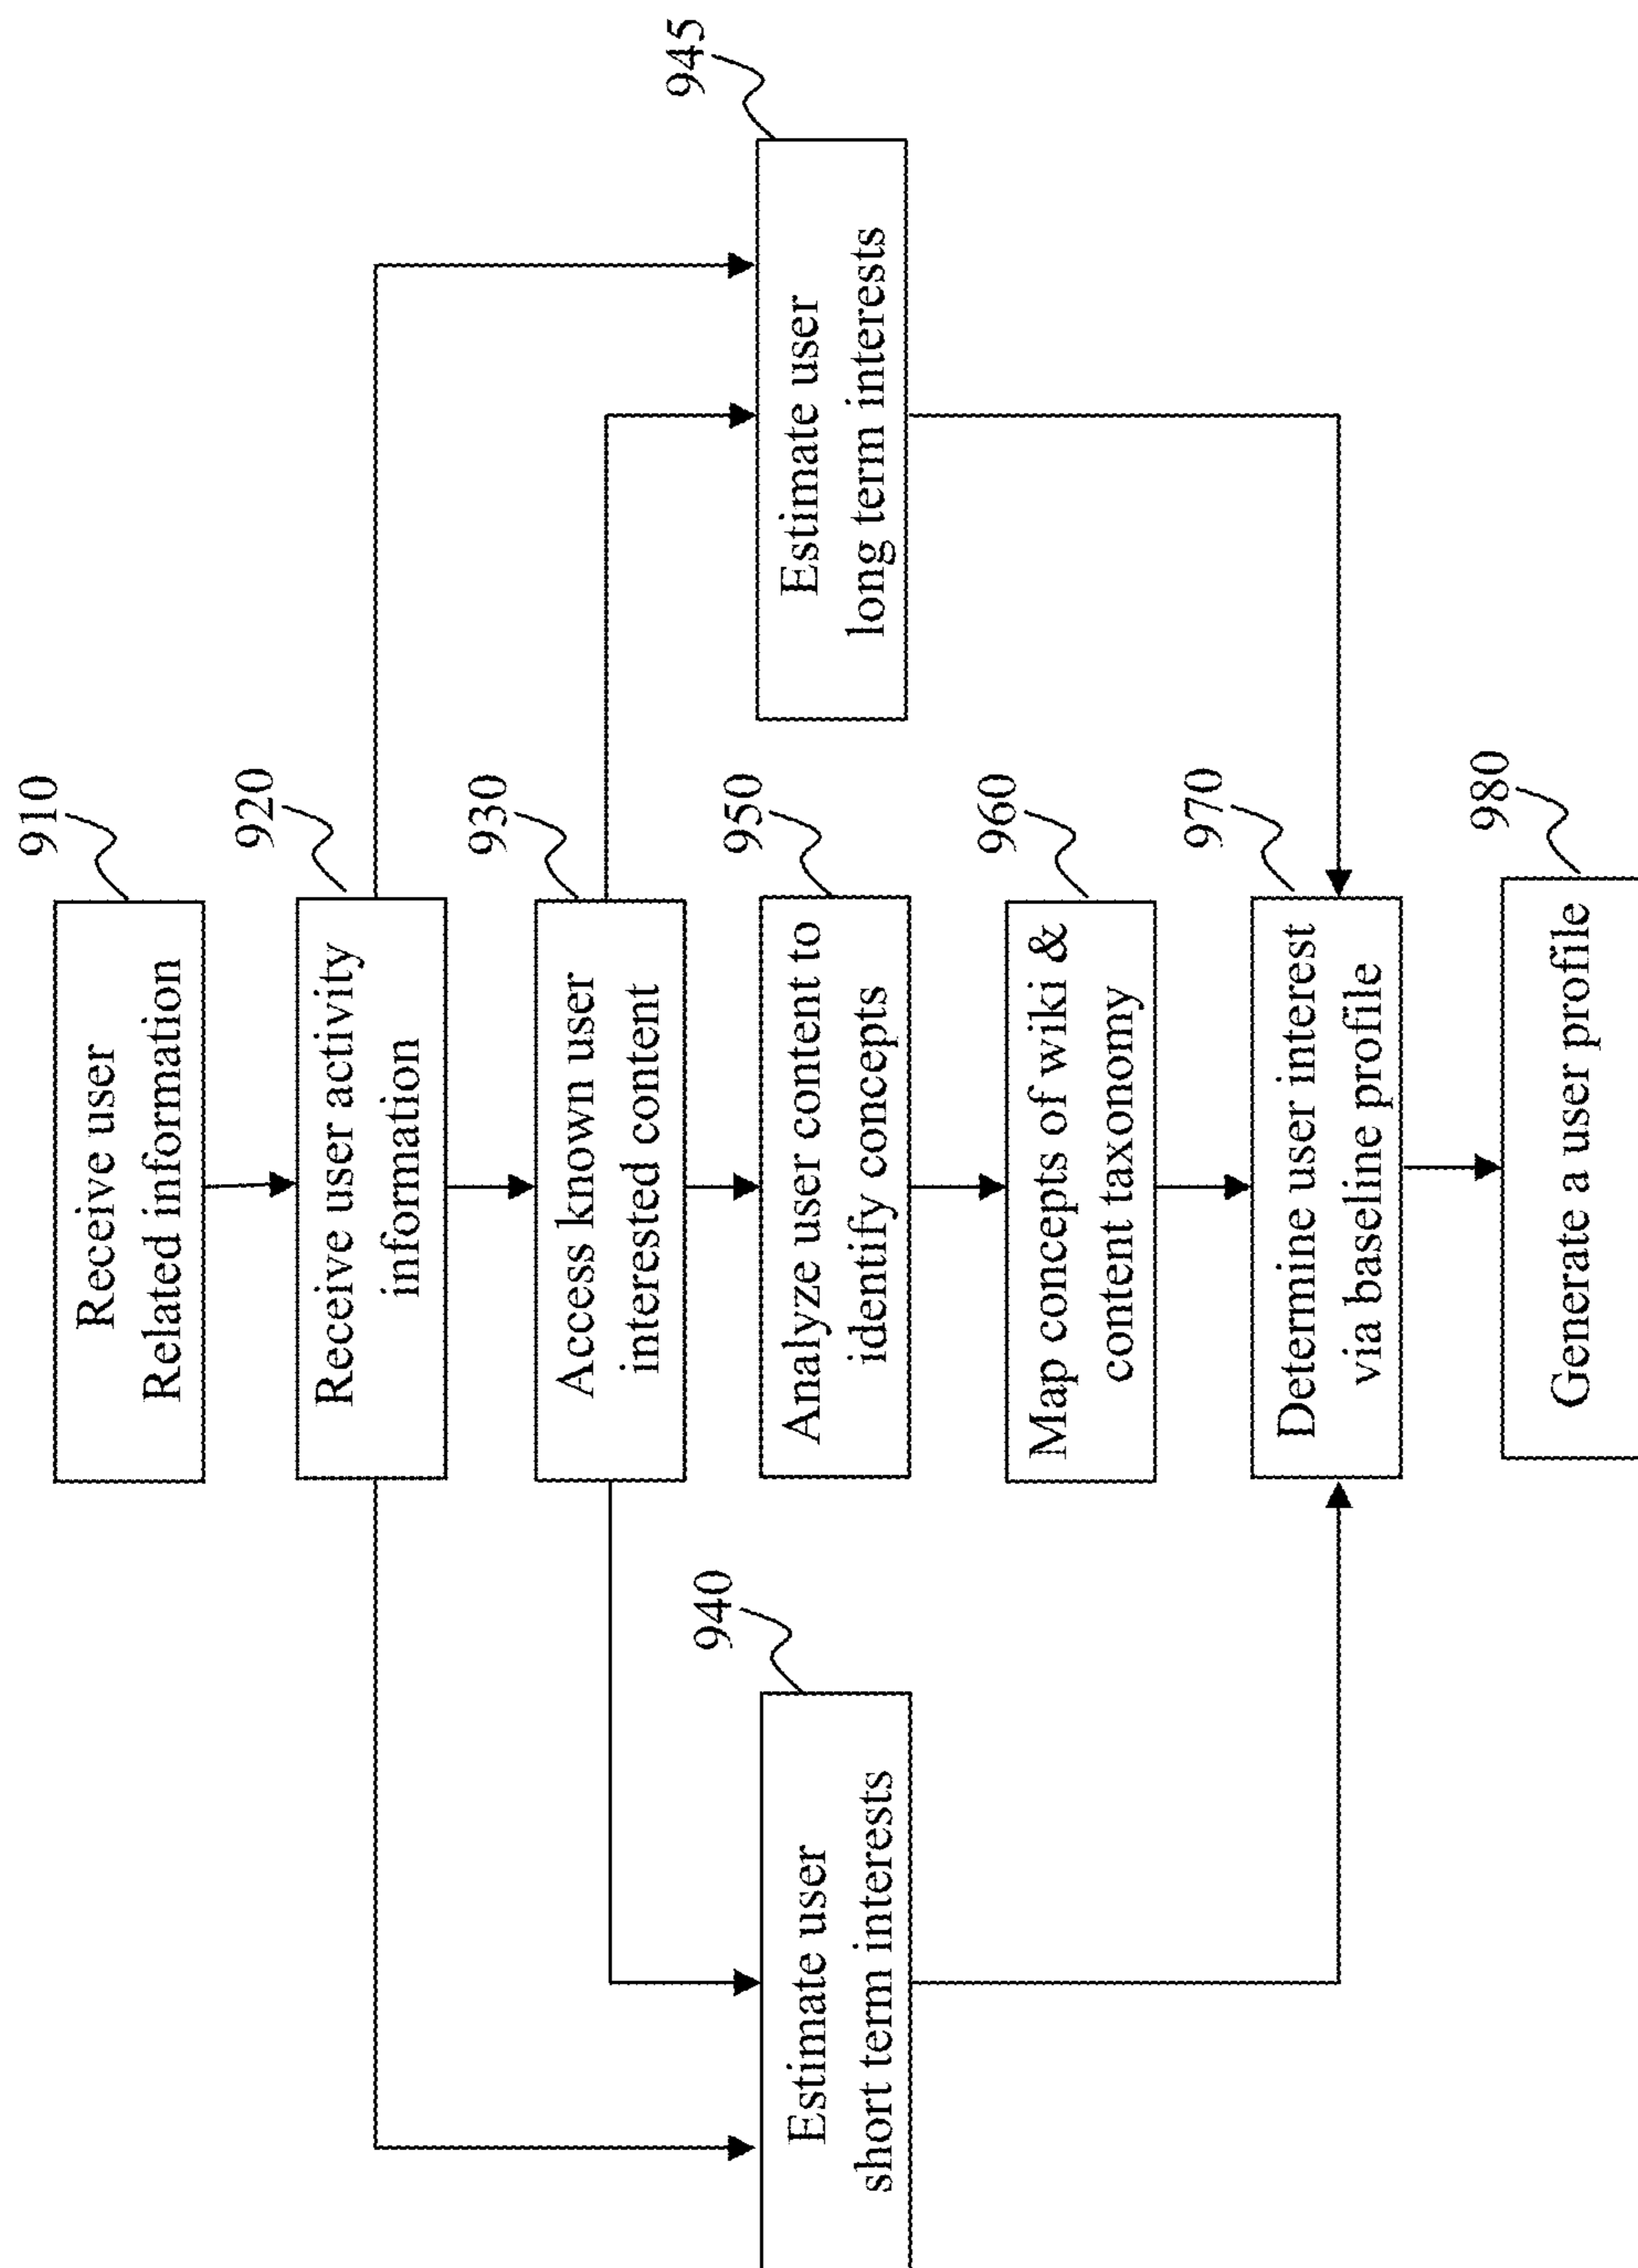 910
Receive user
Related information
920
Receive user activity
information
930
Access known user
interested content
940
Estimate user
short term interests
950
Analyze user content to
identify concepts
945
Estimate user
long term interests
960
Map concepts of wiki &
content taxonomy
970
Determine user interest
via baseline profile
980
Generate a user profile